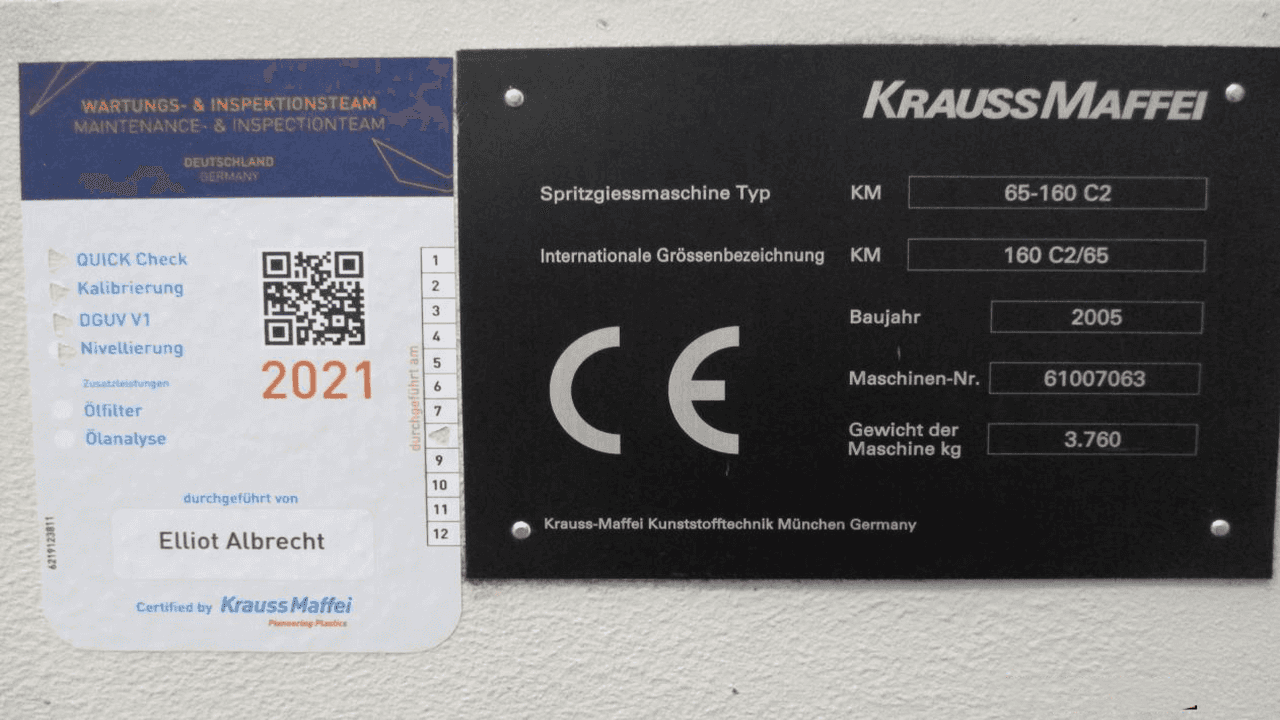 WARTUNGS- & INSPEKTIONSTEAM
MAINTENANCE- & INSPECTIONTEAM
DEUTSCHLAND
GERMANY
QUICK Check
Kalibrierung
DGUV V1
Nivellierung
Zusatzleistungen
Ölfilter
Ölanalyse
2021
durchgeführt am
1
2
3
4
5
6
7
9
10
11
12
durchgeführt von
Elliot Albrecht
6219123811
Certified by KraussMaffei
Pioneering Plastics
KRAUSSMAFFEI
Spritzgiessmaschine Typ KM 65-160 C2
Internationale Grössenbezeichnung KM 160 C2/65
Baujahr 2005
Maschinen-Nr. 61007063
Gewicht der
Maschine kg 3.760
CE
Krauss-Maffei Kunststofftechnik München Germany